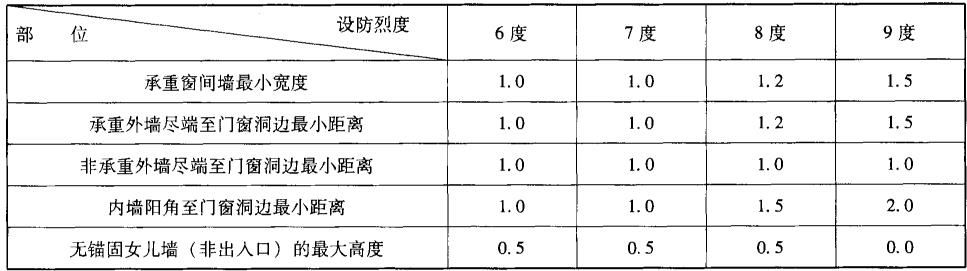 设防烈度
部 位 6度 7度 8度 9度
承重窗间墙最小宽度 1.0 1.0 1.2 1.5
承重外墙尽端至门窗洞边最小距离 1.0 1.0 1.2 1.5
非承重外墙尽端至门窗洞边最小距离 1.0 1.0 1.0 1.0
内墙阳角至门窗洞边最小距离 1.0 1.0 1.5 2.0
无锚固女儿墙（非出入口）的最大高度 0.5 0.5 0.5 0.0